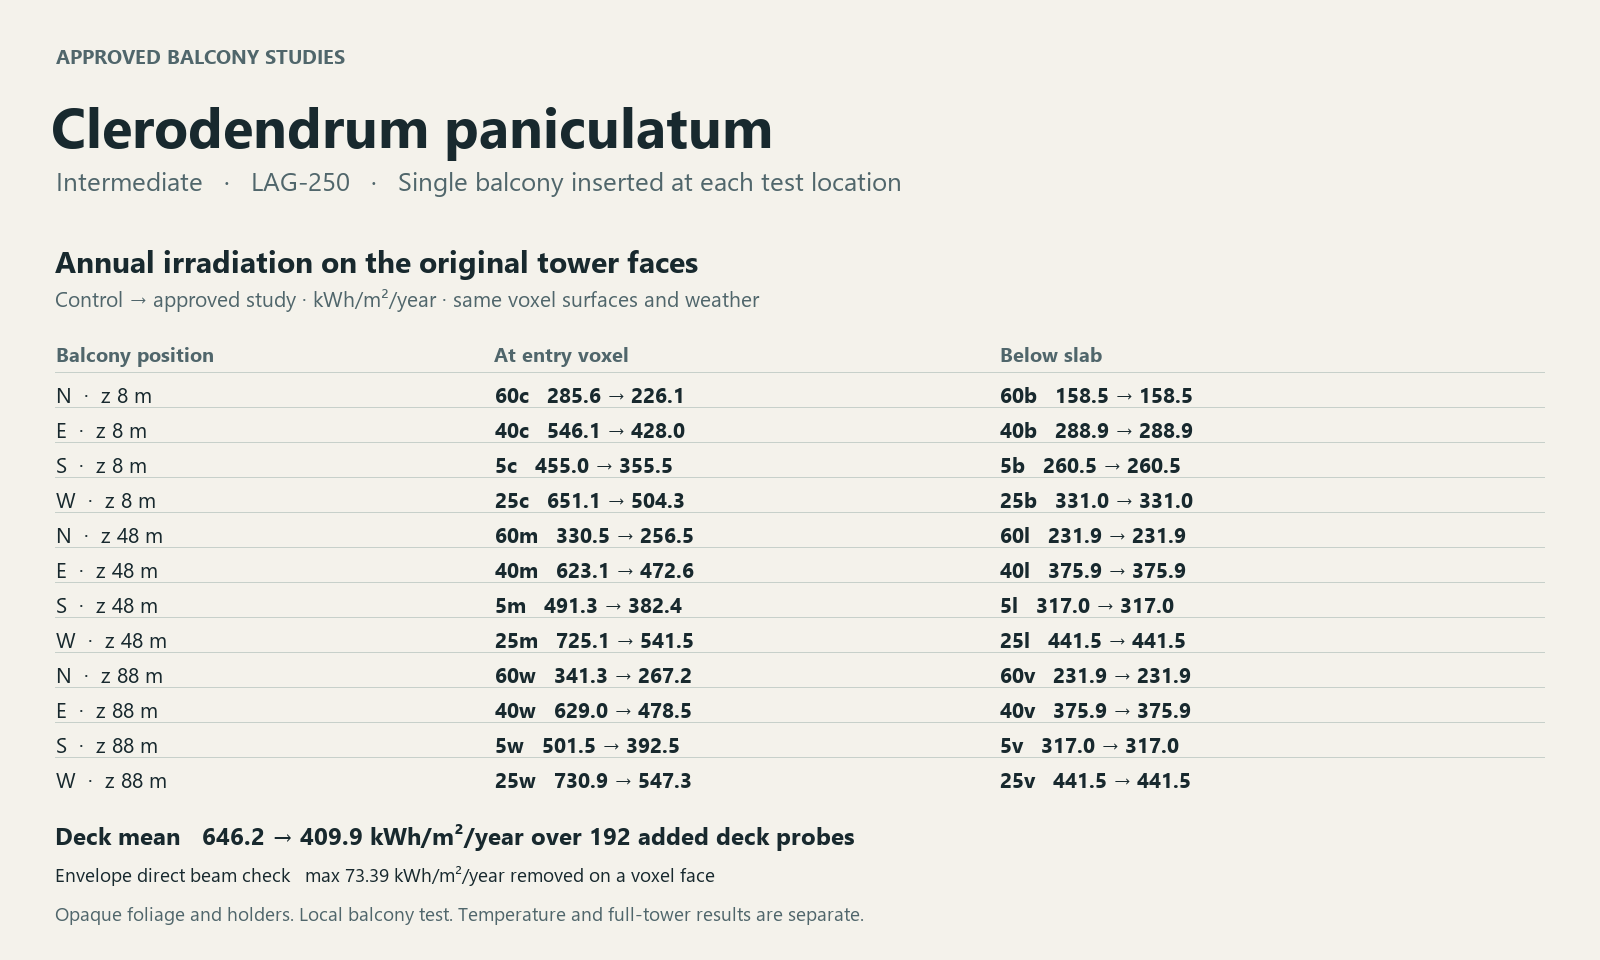 APPROVED BALCONY STUDIES
Clerodendrum paniculatum
Intermediate · LAG-250 · Single balcony inserted at each test location
Annual irradiation on the original tower faces
Control → approved study · kWh/m²/year · same voxel surfaces and weather
Balcony position At entry voxel Below slab
N · z 8 m 60c 285.6 → 226.1 60b 158.5 → 158.5
E · z 8 m 40c 546.1 → 428.0 40b 288.9 → 288.9
S · z 8 m 5c 455.0 → 355.5 5b 260.5 → 260.5
W · z 8 m 25c 651.1 → 504.3 25b 331.0 → 331.0
N · z 48 m 60m 330.5 → 256.5 60l 231.9 → 231.9
E · z 48 m 40m 623.1 → 472.6 40l 375.9 → 375.9
S · z 48 m 5m 491.3 → 382.4 5l 317.0 → 317.0
W · z 48 m 25m 725.1 → 541.5 25l 441.5 → 441.5
N · z 88 m 60w 341.3 → 267.2 60v 231.9 → 231.9
E · z 88 m 40w 629.0 → 478.5 40v 375.9 → 375.9
S · z 88 m 5w 501.5 → 392.5 5v 317.0 → 317.0
W · z 88 m 25w 730.9 → 547.3 25v 441.5 → 441.5
Deck mean 646.2 → 409.9 kWh/m²/year over 192 added deck probes
Envelope direct beam check max 73.39 kWh/m²/year removed on a voxel face
Opaque foliage and holders. Local balcony test. Temperature and full-tower results are separate.